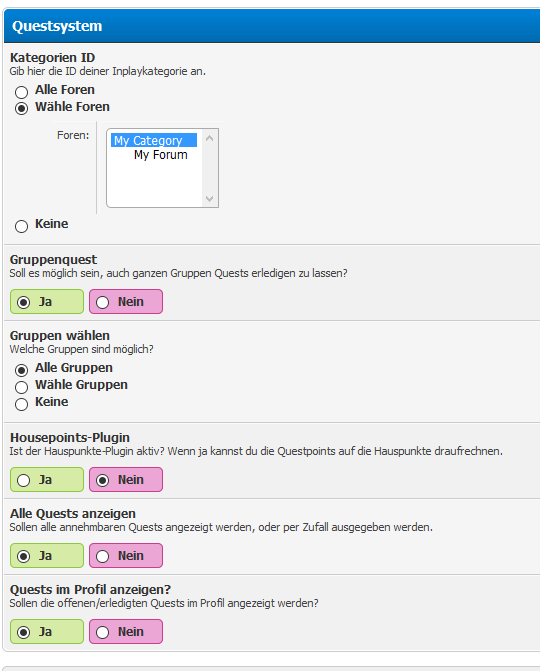 Questsystem
Kategorien ID
Gib hier die ID deiner Inplaykategorie an.
Alle Foren
Wähle Foren
Foren:
My Category
My Forum
Keine
Gruppenquest
Soll es möglich sein, auch ganzen Gruppen Quests erledigen zu lassen?
Ja Nein
Gruppen wählen
Welche Gruppen sind möglich?
Alle Gruppen
Wähle Gruppen
Keine
Housepoints-Plugin
Ist der Hauspunkte-Plugin aktiv? Wenn ja kannst du die Questpoints auf die Hauspunkte draufrechnen.
Ja Nein
Alle Quests anzeigen
Sollen alle annehmbaren Quests angezeigt werden, oder per Zufall ausgegeben werden.
Ja Nein
Quests im Profil anzeigen?
Sollen die offenen/erledigten Quests im Profil angezeigt werden?
Ja Nein